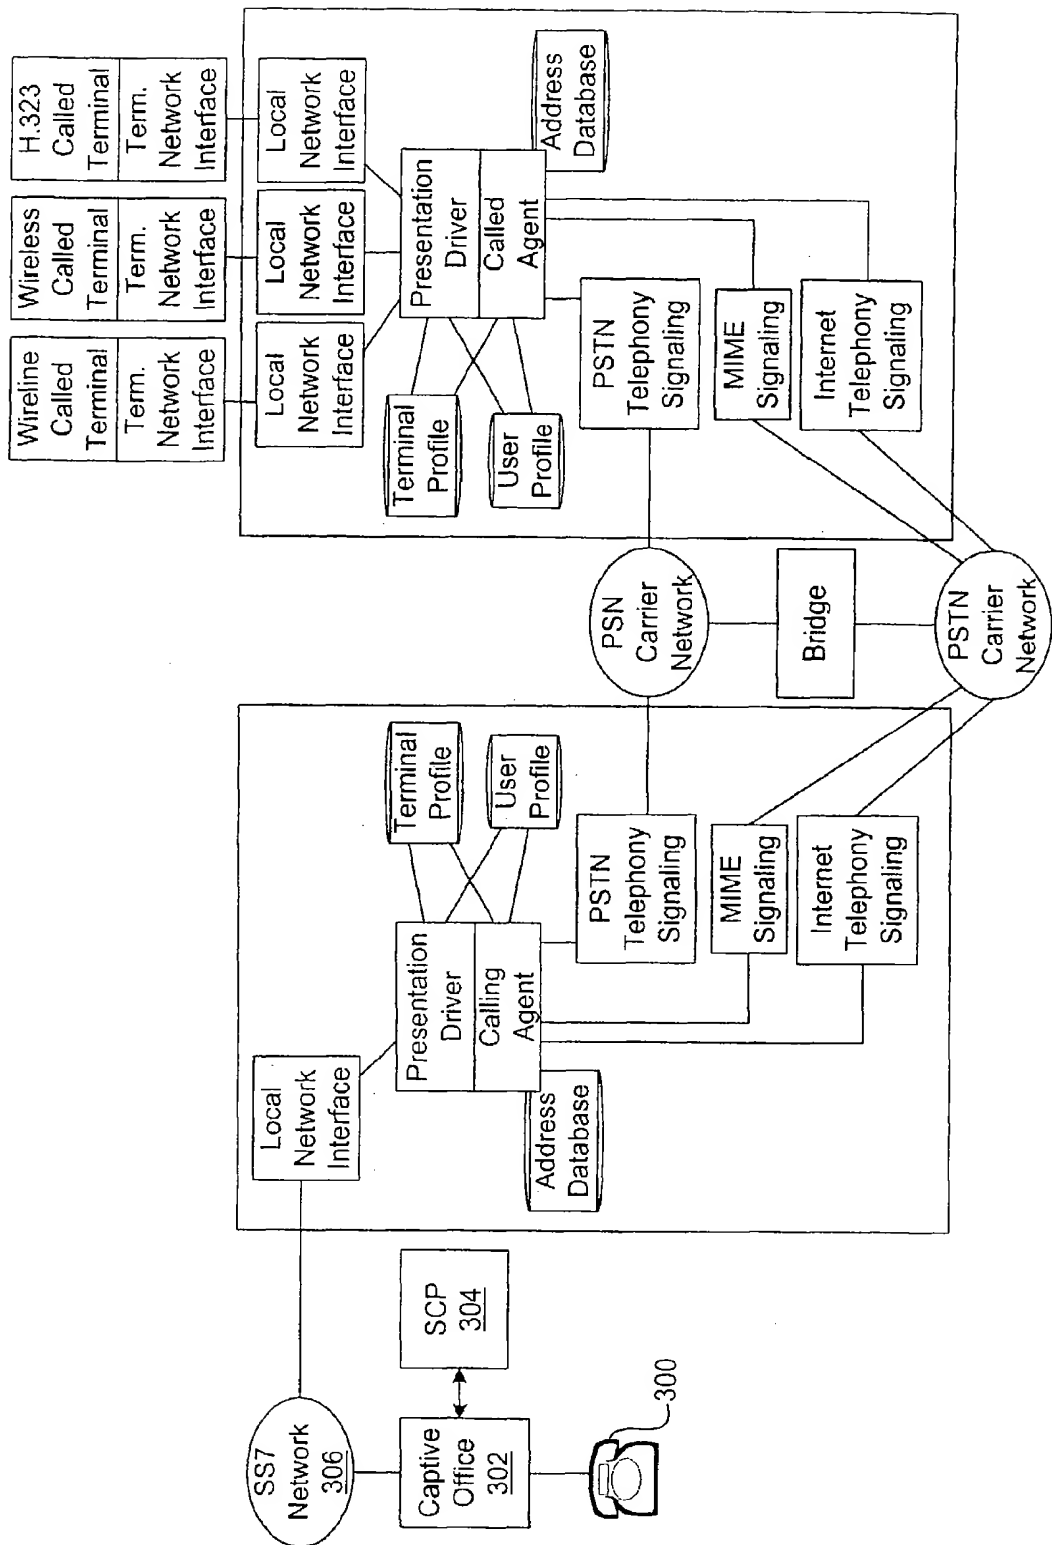 SS7
Network
306
Captive
Office
302
SCP
304
300
Local
Network
Interface
Presentation
Driver
Calling
Agent
Address
Database
Terminal
Profile
User
Profile
PSTN
Telephony
Signaling
MIME
Signaling
Internet
Telephony
Signaling
PSN
Carrier
Network
Bridge
PSTN
Carrier
Network
Wireline
Called
Terminal
Term.
Network
Interface
Wireless
Called
Terminal
Term.
Network
Interface
H.323
Called
Terminal
Term.
Network
Interface
Local
Network
Interface
Local
Network
Interface
Local
Network
Interface
Terminal
Profile
User
Profile
Presentation
Driver
Called
Agent
Address
Database
PSTN
Telephony
Signaling
MIME
Signaling
Internet
Telephony
Signaling